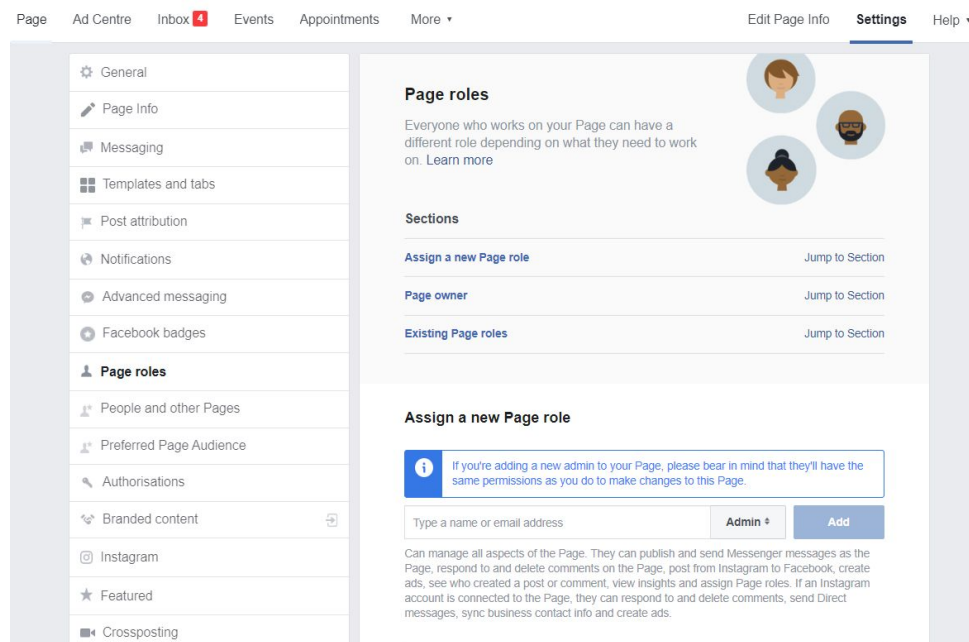 Page Ad Centre Inbox 4 Events Appointments More Edit Page Info Settings Help
General
Page Info
Messaging
Templates and tabs
Post attribution
Notifications
Advanced messaging
Facebook badges
Page roles
People and other Pages
Preferred Page Audience
Authorisations
Branded content
Instagram
Featured
Crossposting
Page roles
Everyone who works on your Page can have a
different role depending on what they need to work
on. Learn more
Sections
Assign a new Page role Jump to Section
Page owner Jump to Section
Existing Page roles Jump to Section
Assign a new Page role
If you're adding a new admin to your Page, please bear in mind that they'll have the
same permissions as you do to make changes to this Page.
Type a name or email address Admin Add
Can manage all aspects of the Page. They can publish and send Messenger messages as the
Page, respond to and delete comments on the Page, post from Instagram to Facebook, create
ads, see who created a post or comment, view insights and assign Page roles. If an Instagram
account is connected to the Page, they can respond to and delete comments, send Direct
messages, sync business contact info and create ads.